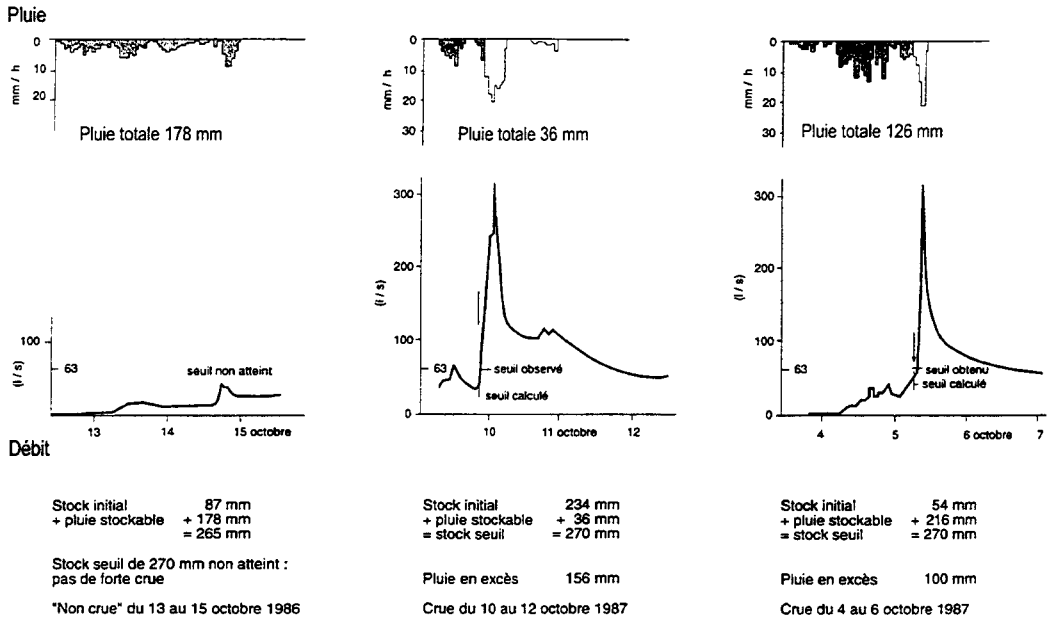 Pluie
0
10
20
mm / h
Pluie totale 178 mm
0
10
20
30
mm / h
Pluie totale 36 mm
0
10
20
30
mm / h
Pluie totale 126 mm
100
63
(l / s)
seuil non atteint
13 14 15 octobre
300
200
100
63
0
(l / s)
seuil observé
seuil calculé
10 11 octobre 12
300
200
100
63
0
(l / s)
seuil obtenu
seuil calculé
4 5 6 octobre 7
Débit
Stock initial 87 mm
+ pluie stockable + 178 mm
= 265 mm
Stock seuil de 270 mm non atteint :
pas de forte crue
"Non crue" du 13 au 15 octobre 1986
Stock initial 234 mm
+ pluie stockable + 36 mm
= stock seuil = 270 mm
Pluie en excès 156 mm
Crue du 10 au 12 octobre 1987
Stock initial 54 mm
+ pluie stockable + 216 mm
= stock seuil = 270 mm
Pluie en excès 100 mm
Crue du 4 au 6 octobre 1987